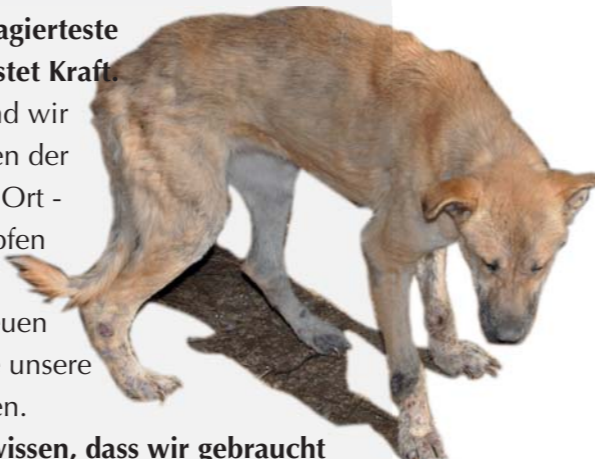 agierteste
stet Kraft.
nd wir
en der
Ort -
ofen
uen
unsere
en.
wissen, dass wir gebraucht